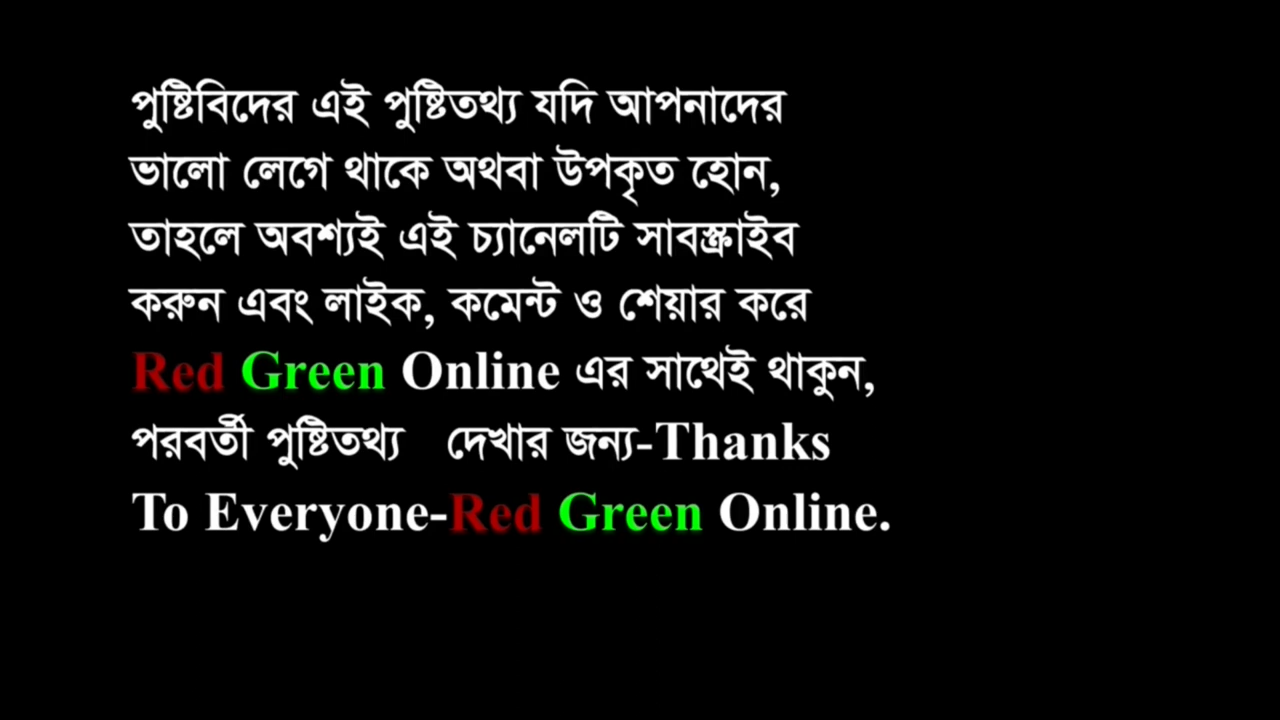 পুষ্টিবিদের এই পুষ্টিতথ্য যদি আপনাদের
ভালো লেগে থাকে অথবা উপকৃত হোন,
তাহলে অবশ্যই এই চ্যানেলটি সাবস্ক্রাইব
করুন এবং লাইক, কমেন্ট ও শেয়ার করে
Red Green Online এর সাথেই থাকুন,
পরবর্তী পুষ্টিতথ্য দেখার জন্য-Thanks
To Everyone-Red Green Online.